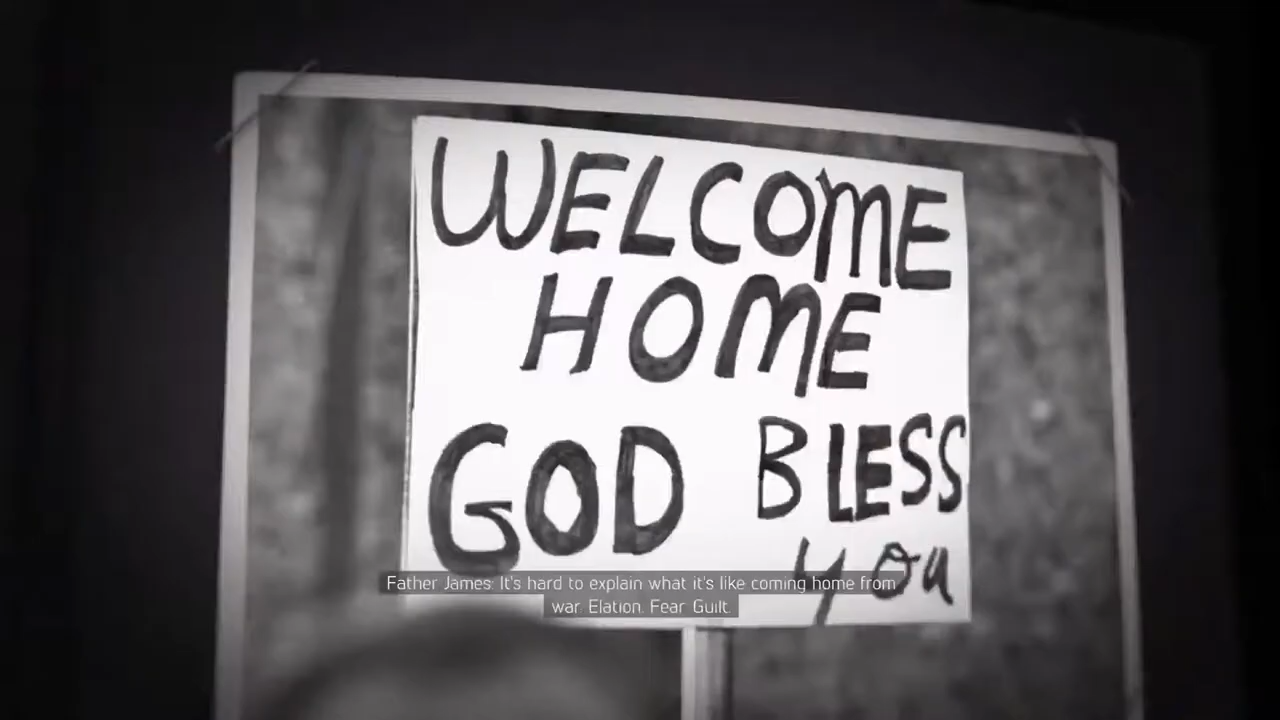 WELCOME
HOME
GOD BLESS
you
Father James: It's hard to explain what it's like coming home from
war. Elation. Fear. Guilt.